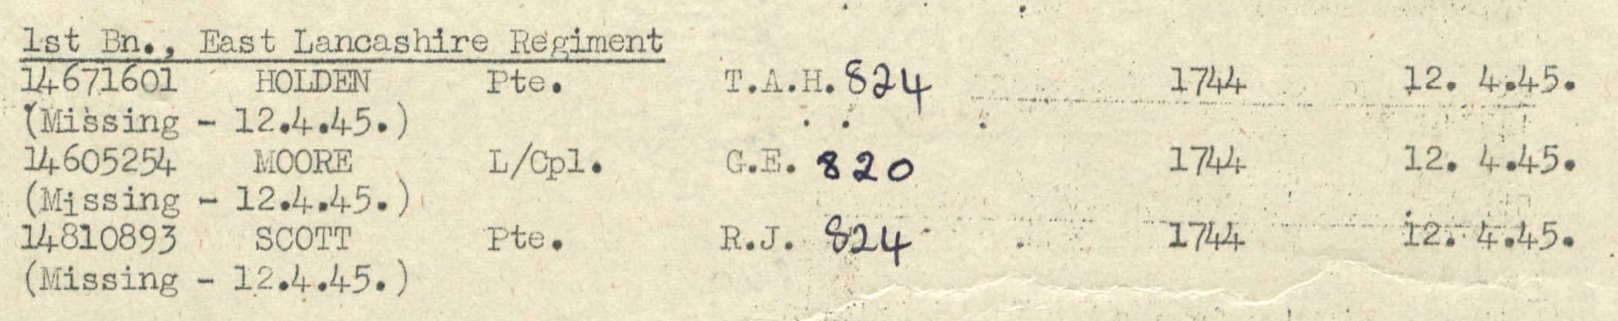 1st Bn., East Lancashire Regiment
14671601 HOLDEN Pte. T.A.H. 824 1744 12. 4.45.
(Missing - 12.4.45.)
14605254 MOORE L/Cpl. G.E. 820 1744 12. 4.45.
(Missing - 12.4.45.)
14810893 SCOTT Pte. R.J. 824 1744 12. 4.45.
(Missing - 12.4.45.)